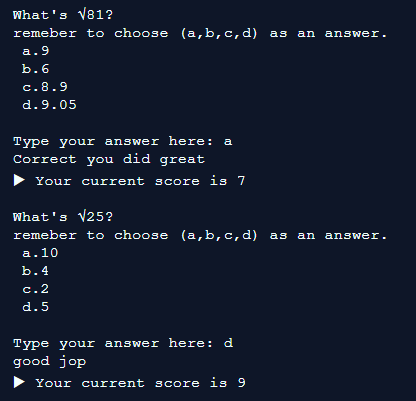 What's √81?
remeber to choose (a,b,c,d) as an answer.
a.9
b.6
c.8.9
d.9.05
Type your answer here: a
Correct you did great
▶ Your current score is 7
What's √25?
remeber to choose (a,b,c,d) as an answer.
a.10
b.4
c.2
d.5
Type your answer here: d
good jop
▶ Your current score is 9